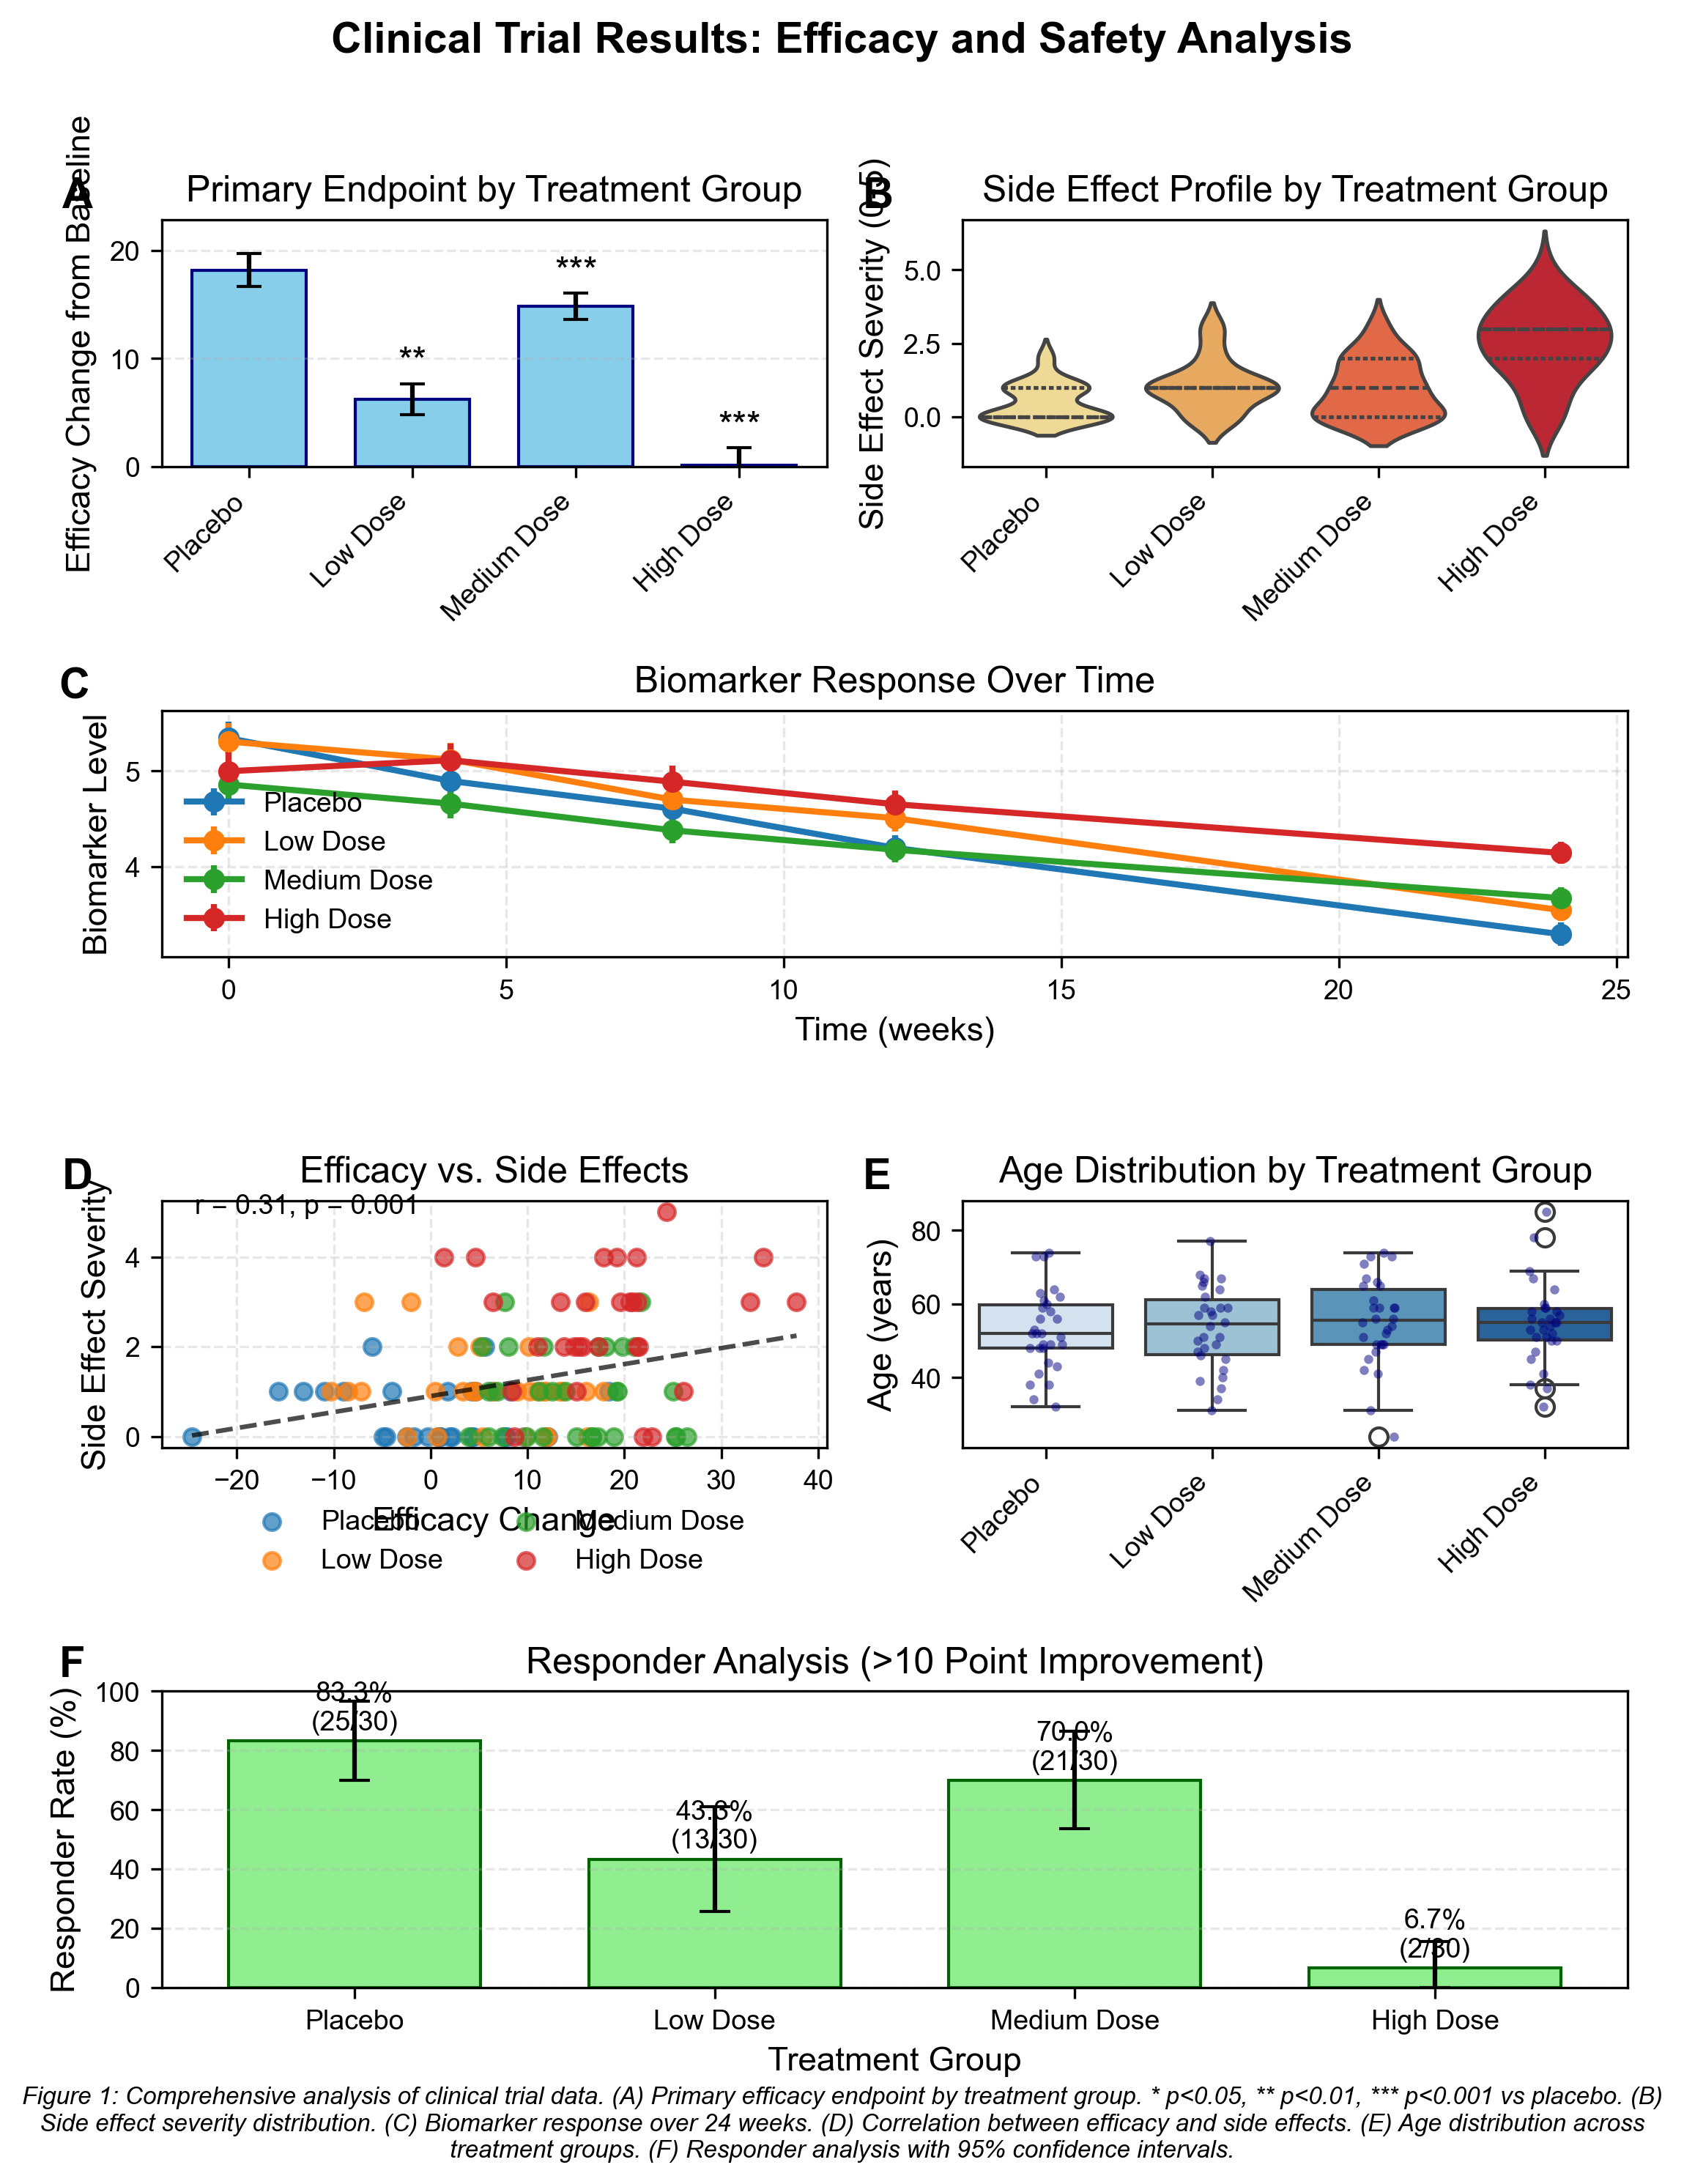 Clinical Trial Results: Efficacy and Safety Analysis
A
Primary Endpoint by Treatment Group
Efficacy Change from Baseline
20
10
0
**
***
***
Placebo
Low Dose
Medium Dose
High Dose
B
Side Effect Profile by Treatment Group
Side Effect Severity (0-5)
5.0
2.5
0.0
Placebo
Low Dose
Medium Dose
High Dose
C
Biomarker Response Over Time
Biomarker Level
5
4
Placebo
Low Dose
Medium Dose
High Dose
0
5
10
15
20
25
Time (weeks)
D
Efficacy vs. Side Effects
r = 0.31, p = 0.001
Side Effect Severity
4
2
0
−20
−10
0
10
20
30
40
Efficacy Change
Placebo
Medium Dose
Low Dose
High Dose
E
Age Distribution by Treatment Group
Age (years)
80
60
40
Placebo
Low Dose
Medium Dose
High Dose
F
Responder Analysis (>10 Point Improvement)
Responder Rate (%)
100
80
60
40
20
0
83.3%
(25/30)
43.3%
(13/30)
70.0%
(21/30)
6.7%
(2/30)
Placebo
Low Dose
Medium Dose
High Dose
Treatment Group
Figure 1: Comprehensive analysis of clinical trial data. (A) Primary efficacy endpoint by treatment group. * p<0.05, ** p<0.01, *** p<0.001 vs placebo. (B)
Side effect severity distribution. (C) Biomarker response over 24 weeks. (D) Correlation between efficacy and side effects. (E) Age distribution across
treatment groups. (F) Responder analysis with 95% confidence intervals.